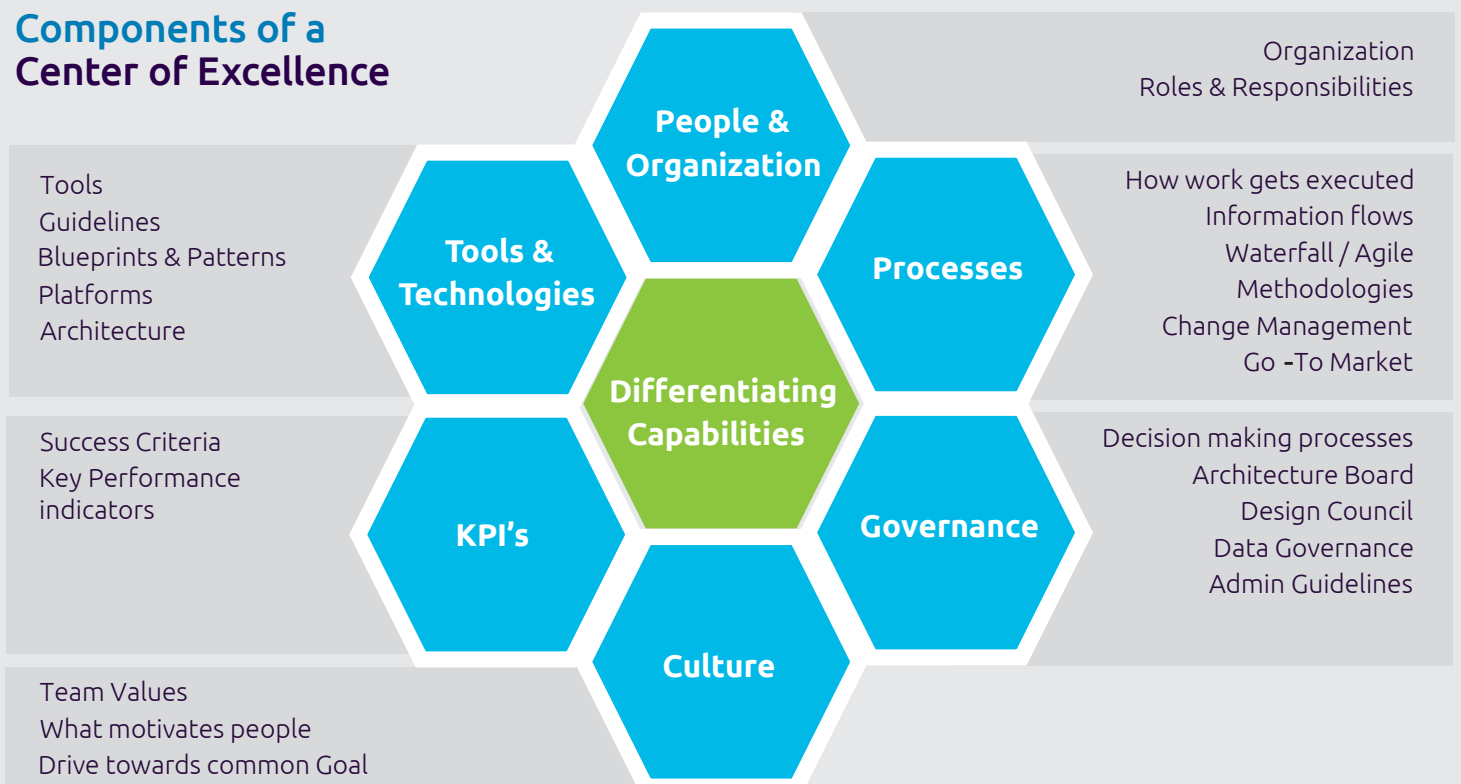 Components of a
Center of Excellence
People &
Organization
Organization
Roles & Responsibilities
Tools &
Technologies
Tools
Guidelines
Blueprints & Patterns
Platforms
Architecture
Processes
How work gets executed
Information flows
Waterfall / Agile
Methodologies
Change Management
Go -To Market
Differentiating
Capabilities
KPI’s
Success Criteria
Key Performance
indicators
Governance
Decision making processes
Architecture Board
Design Council
Data Governance
Admin Guidelines
Culture
Team Values
What motivates people
Drive towards common Goal